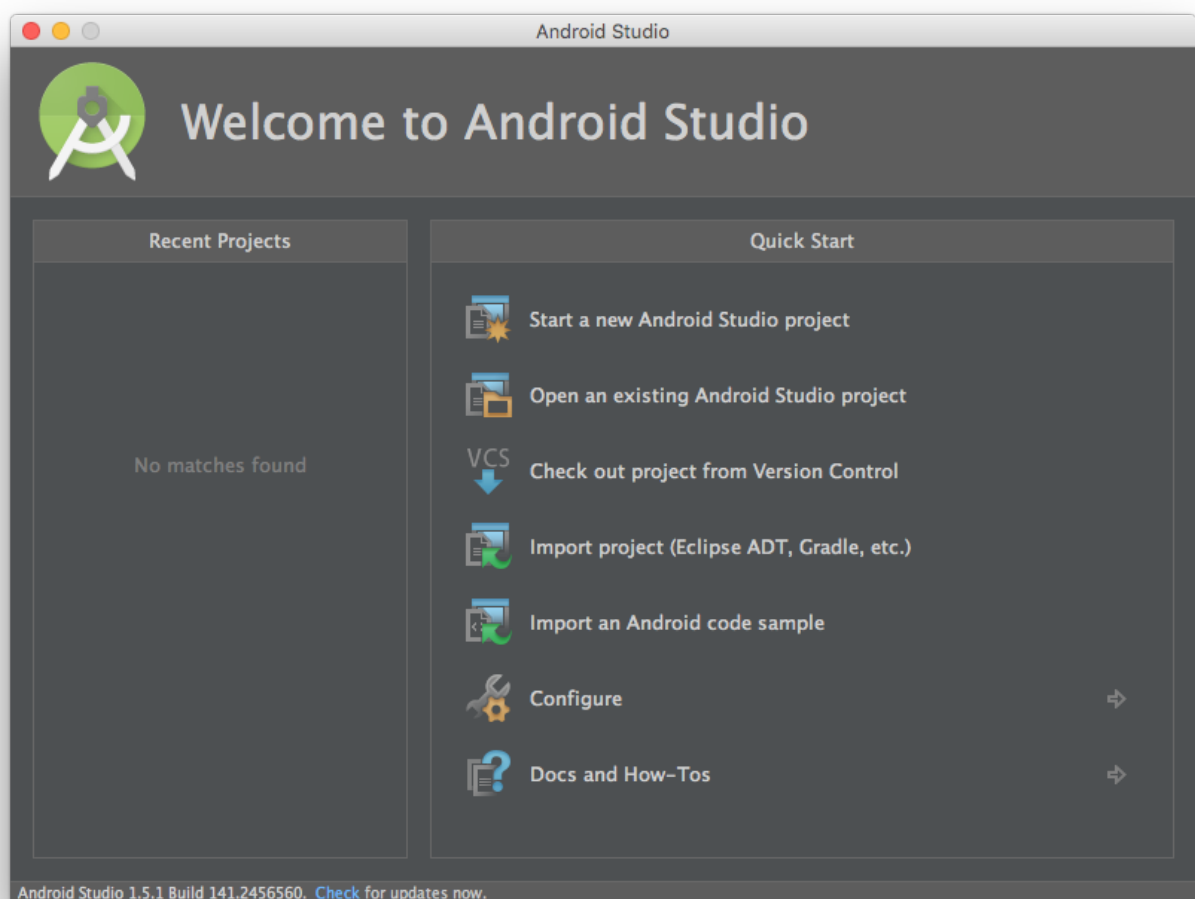 Android Studio
Welcome to Android Studio
Recent Projects
No matches found
Quick Start
Start a new Android Studio project
Open an existing Android Studio project
VCS
Check out project from Version Control
Import project (Eclipse ADT, Gradle, etc.)
Import an Android code sample
Configure
Docs and How-Tos
Android Studio 1.5.1 Build 141.2456560. Check for updates now.